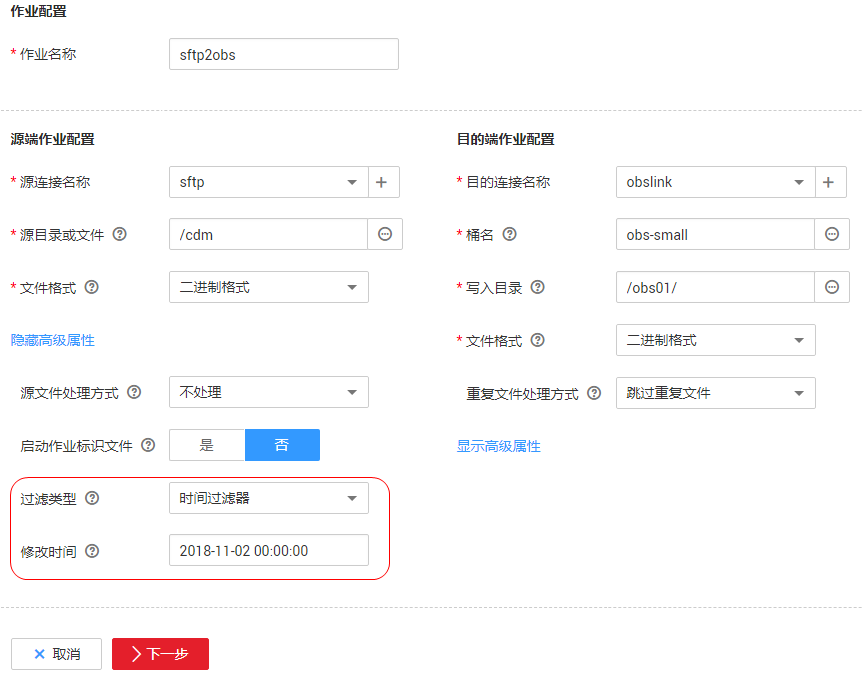 作业配置
* 作业名称 sftp2obs
源端作业配置
* 源连接名称 sftp +
* 源目录或文件 ? /cdm
* 文件格式 ? 二进制格式
隐藏高级属性
源文件处理方式 ? 不处理
启动作业标识文件 ? 是 否
过滤类型 ? 时间过滤器
修改时间 ? 2018-11-02 00:00:00
目的端作业配置
* 目的连接名称 obslink +
* 桶名 ? obs-small
* 写入目录 ? /obs01/
* 文件格式 ? 二进制格式
重复文件处理方式 ? 跳过重复文件
显示高级属性
取消 下一步